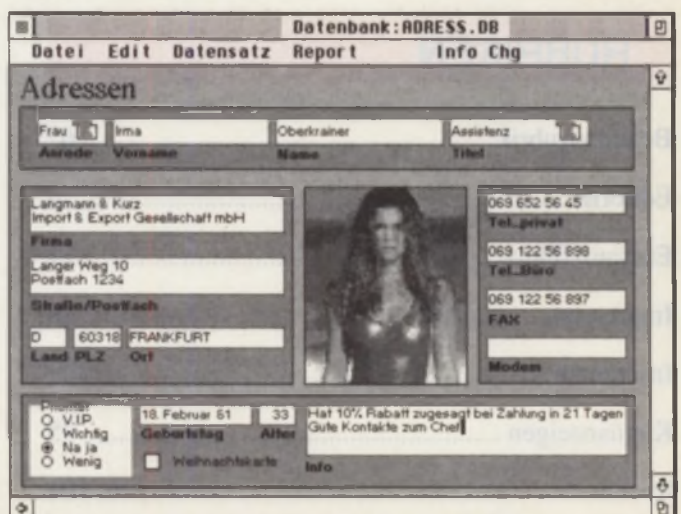 Datenbank:ADRESS.DB
Datei Edit Datensatz Report Info Chg
Adressen
Frau Irma Oberkrainer Assistenz
Anrede Vorname Name Titel
Langmann & Kurz
Import & Export Gesellschaft mbH
Firma
Langer Weg 10
Postfach 1234
Straße/Postfach
D 60318 FRANKFURT
Land PLZ Ort
069 652 56 45
Tel..privat
069 122 56 898
Tel..Büro
069 122 56 897
FAX
Modem
Priorität
V.I.P.
Wichtig
Na ja
Wenig
18. Februar 61 33
Geburtstag Alter
Weihnachtskarte
Hat 10% Rabatt zugesagt bei Zahlung in 21 Tagen
Gute Kontakte zum Chef
Info